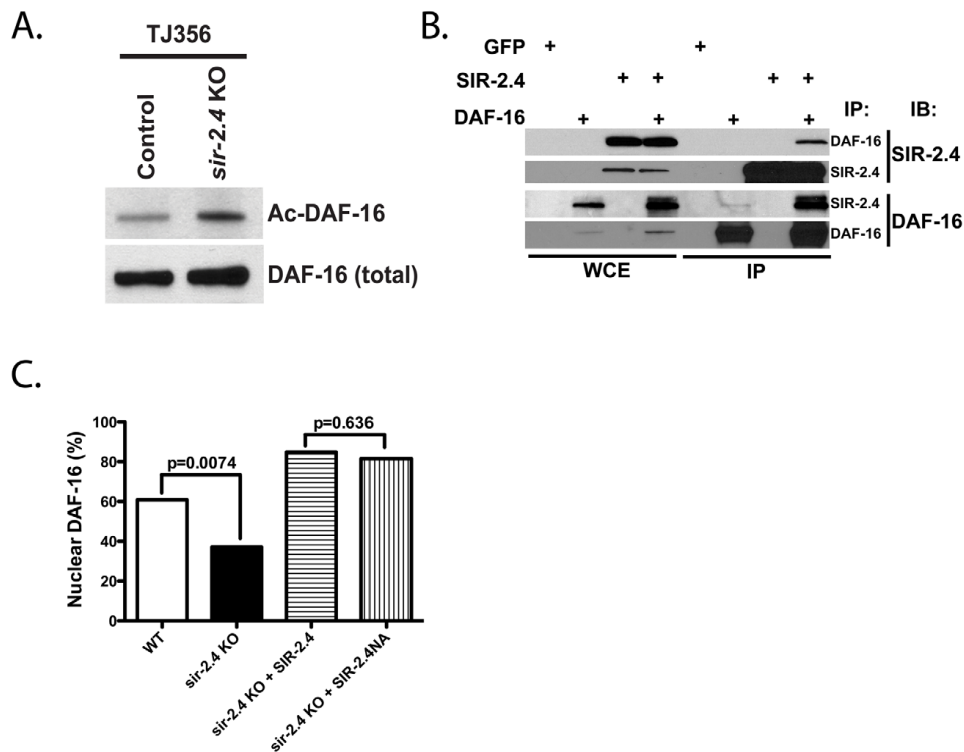 A.
TJ356
Control
sir-2.4 KO
Ac-DAF-16
DAF-16 (total)
B.
GFP + +
SIR-2.4 + + + +
DAF-16 + + + +
IP: IB:
DAF-16
SIR-2.4
SIR-2.4
SIR-2.4
DAF-16
DAF-16
WCE IP
C.
Nuclear DAF-16 (%)
100
80
60
40
20
0
p=0.0074
p=0.636
WT
sir-2.4 KO
sir-2.4 KO + SIR-2.4
sir-2.4 KO + SIR-2.4NA